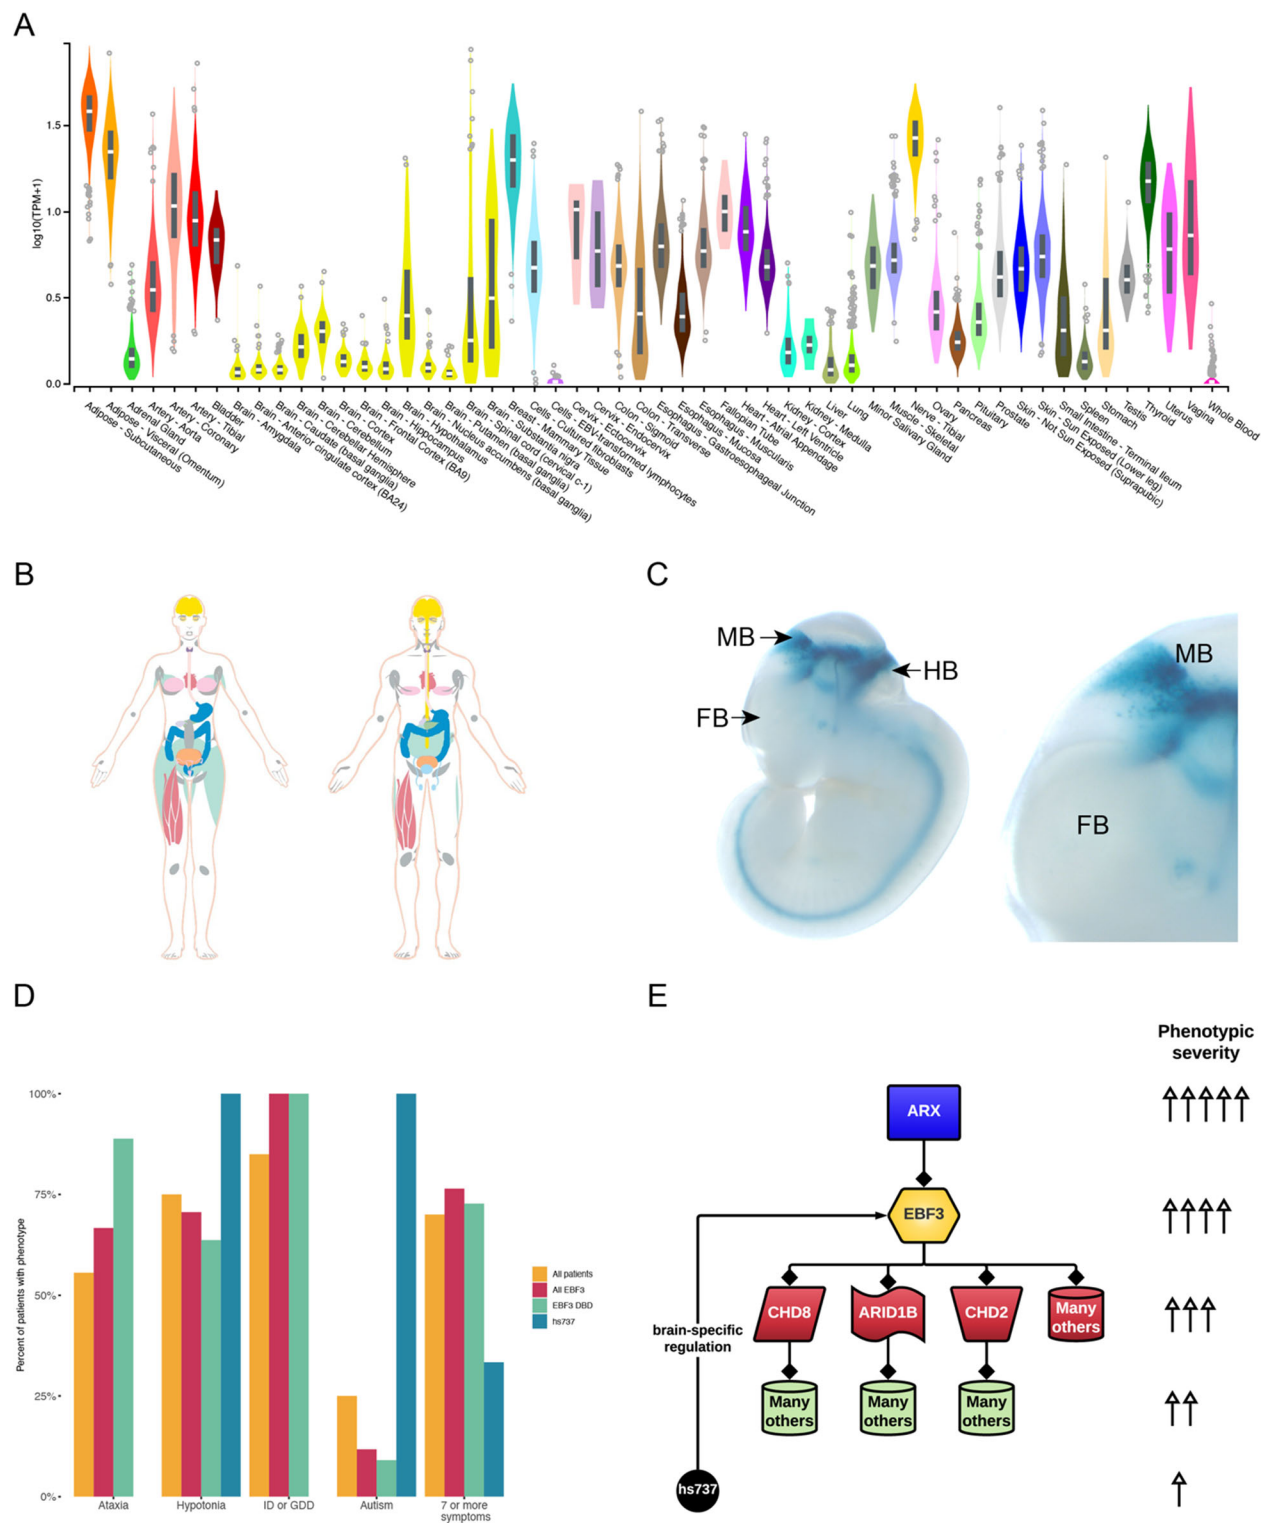 A
log10(TPM+1)
1.5
1.0
0.5
0.0
Adipose - Subcutaneous
Adipose - Visceral (Omentum)
Adrenal Gland
Artery - Aorta
Artery - Coronary
Artery - Tibial
Bladder
Brain - Amygdala
Brain - Anterior cingulate cortex (BA24)
Brain - Caudate (basal ganglia)
Brain - Cerebellar Hemisphere
Brain - Cerebellum
Brain - Cortex
Brain - Frontal Cortex (BA9)
Brain - Hippocampus
Brain - Hypothalamus
Brain - Nucleus accumbens (basal ganglia)
Brain - Putamen (basal ganglia)
Brain - Spinal cord (cervical c-1)
Brain - Substantia nigra
Breast - Mammary Tissue
Cells - Cultured fibroblasts
Cells - EBV-transformed lymphocytes
Cervix - Ectocervix
Cervix - Endocervix
Colon - Sigmoid
Colon - Transverse
Esophagus - Gastroesophageal Junction
Esophagus - Mucosa
Esophagus - Muscularis
Fallopian Tube
Heart - Atrial Appendage
Heart - Left Ventricle
Kidney - Cortex
Kidney - Medulla
Liver
Lung
Minor Salivary Gland
Muscle - Skeletal
Nerve - Tibial
Ovary
Pancreas
Pituitary
Prostate
Skin - Not Sun Exposed (Suprapubic)
Skin - Sun Exposed (Lower leg)
Small Intestine - Terminal Ileum
Spleen
Stomach
Testis
Thyroid
Uterus
Vagina
Whole Blood
B
C
MB
HB
FB
MB
FB
D
Percent of patients with phenotype
100%
75%
50%
25%
0%
Ataxia
Hypotonia
ID or GDD
Autism
7 or more
symptoms
All patients
All EBF3
EBF3 DBD
hs737
E
Phenotypic
severity
ARX
EBF3
CHD8
ARID1B
CHD2
Many
others
brain-specific
regulation
Many
others
Many
others
Many
others
hs737